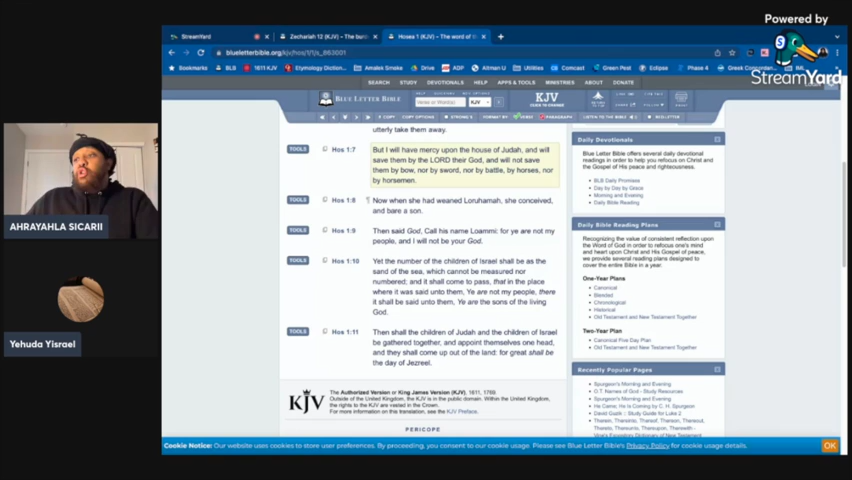 Powered by
StreamYard
StreamYard
Zechariah 12 (KJV) – The burd
Hosea 1 (KJV) – The word of th
blueletterbible.org/kjv/hos/1/1/s_863001
Bookmarks BLB 1611 KJV Etymology Diction... Amalek Smoke Drive ADP Altman U Utilities Comcast Green Post Eclipse Phase 4 Greek Concordan...
SEARCH STUDY DEVOTIONALS HELP APPS & TOOLS MINISTRIES ABOUT DONATE
BLUE LETTER BIBLE
Verse or Word(s) KJV
KJV
COPY COPY OPTIONS STRONG'S FORMAT BY VERSE PARAGRAPH LISTEN TO THE BIBLE RED LETTER
utterly take them away.
TOOLS Hos 1:7 But I will have mercy upon the house of Judah, and will
save them by the LORD their God, and will not save
them by bow, nor by sword, nor by battle, by horses, nor
by horsemen.
TOOLS Hos 1:8 ¶ Now when she had weaned Loruhamah, she conceived,
and bare a son.
TOOLS Hos 1:9 Then said God, Call his name Loammi: for ye are not my
people, and I will not be your God.
TOOLS Hos 1:10 Yet the number of the children of Israel shall be as the
sand of the sea, which cannot be measured nor
numbered; and it shall come to pass, that in the place
where it was said unto them, Ye are not my people, there
it shall be said unto them, Ye are the sons of the living
God.
TOOLS Hos 1:11 Then shall the children of Judah and the children of Israel
be gathered together, and appoint themselves one head,
and they shall come up out of the land: for great shall be
the day of Jezreel.
KJV
The Authorized Version or King James Version (KJV), 1611, 1769.
Outside of the United Kingdom, the KJV is in the public domain. Within the United Kingdom,
the rights to the KJV are vested in the Crown.
For more information on this translation, see the KJV Preface.
PERICOPE
Daily Devotionals
Blue Letter Bible offers several daily devotional
readings in order to help you refocus on Christ and
the Gospel of His peace and righteousness.
Daily Promises
Day by Day by Grace
Morning and Evening
Daily Bible Reading
Daily Bible Reading Plans
Recognizing the value of consistent reflection upon
the Word of God in order to refocus one's mind
and heart upon Christ and His Gospel of peace,
we provide several reading plans designed to
cover the entire Bible in a year.
One-Year Plans
Canonical
Blended
Chronological
Historical
Old Testament and New Testament Together
Two-Year Plan
Canonical Five Day Plan
Old Testament and New Testament Together
Recently Popular Pages
Spurgeon's Morning and Evening
O.T Names of God - Study Resources
Spurgeon's Morning and Evening
He Came; He is Coming by C. H. Spurgeon
David Guzik :: Study Guide for Luke 2
Cookie Notice: Our website uses cookies to store user preferences. By proceeding, you consent to our cookie usage. Please see Blue Letter Bible's Privacy Policy for cookie usage details.
OK
AHRAYAHLA SICARII
Yehuda Yisrael